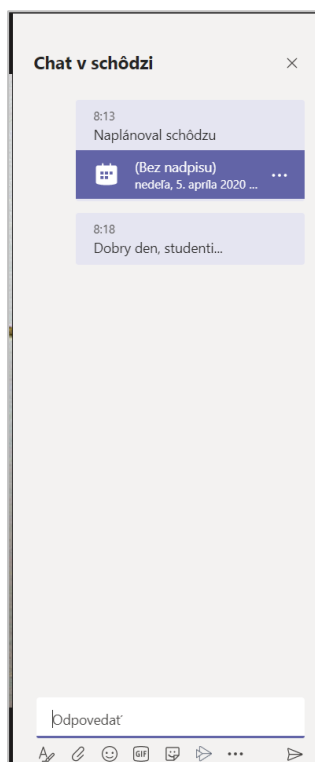 Chat v schôdzi
8:13
Naplánoval schôdzu
(Bez nadpisu)
nedeľa, 5. apríla 2020 ...
8:18
Dobry den, studenti...
Odpovedať
GIF